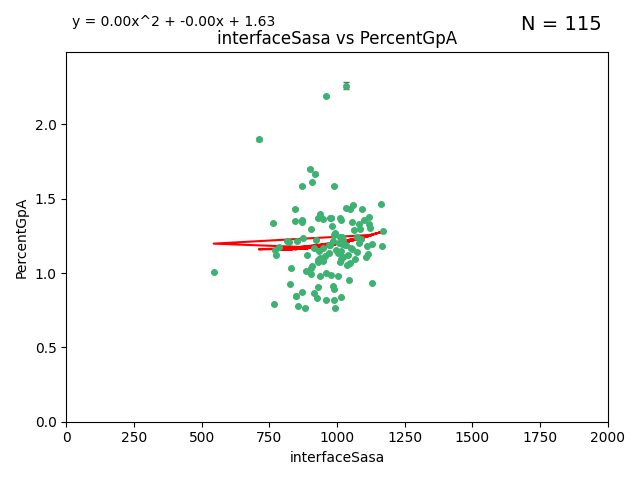 y = 0.00x^2 + -0.00x + 1.63
N = 115
interfaceSasa vs PercentGpA
PercentGpA
2.0
1.5
1.0
0.5
0.0
0 250 500 750 1000 1250 1500 1750 2000
interfaceSasa